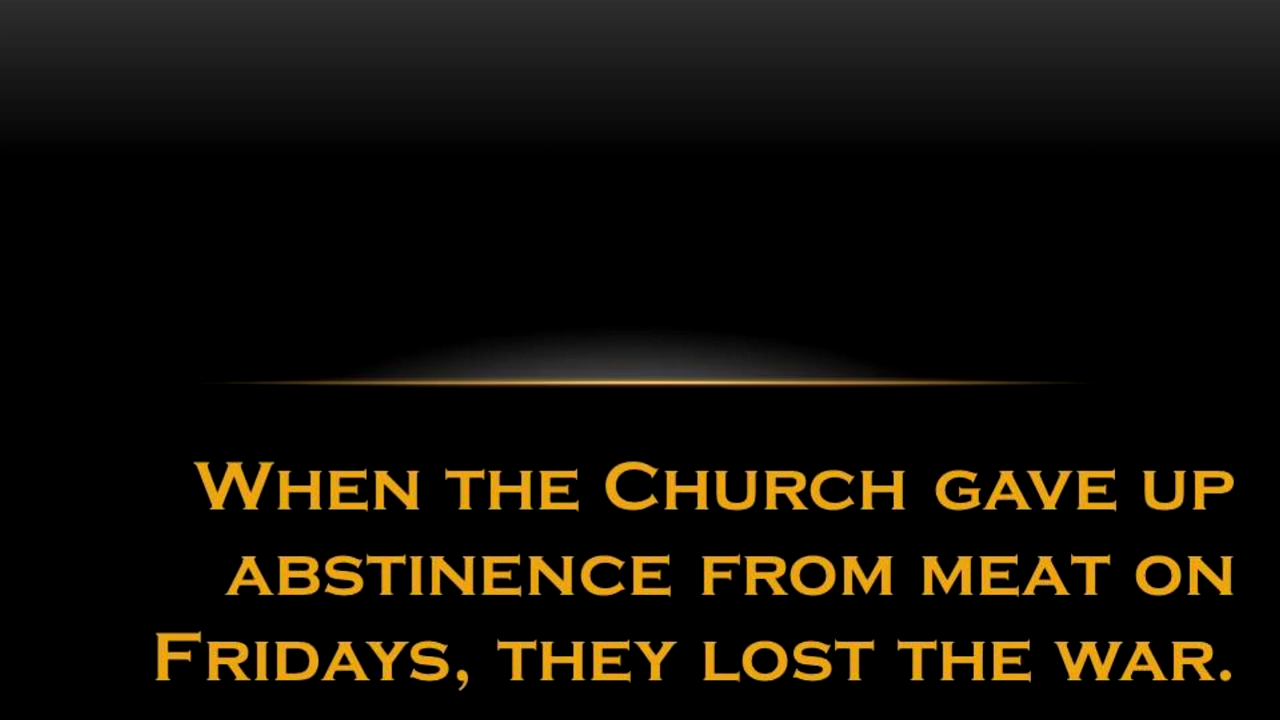 When the Church gave up
abstinence from meat on
Fridays, they lost the war.